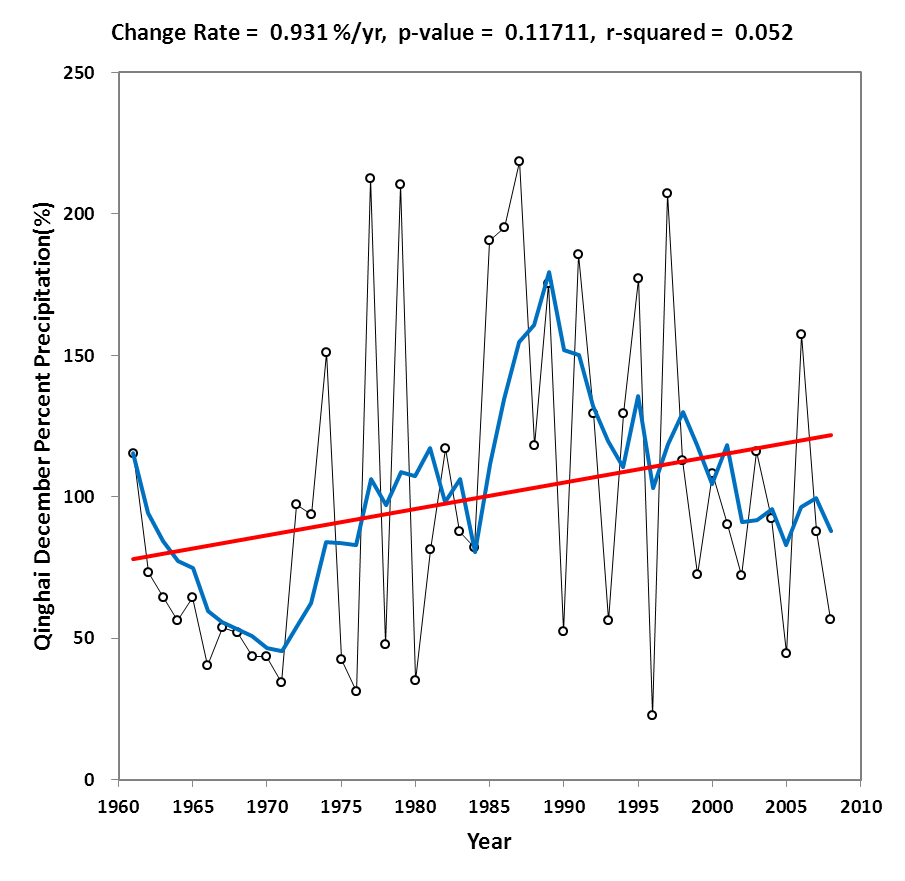 Change Rate = 0.931 %/yr, p-value = 0.11711, r-squared = 0.052
Qinghai December Percent Precipitation(%)
250
200
150
100
50
0
1960 1965 1970 1975 1980 1985 1990 1995 2000 2005 2010
Year